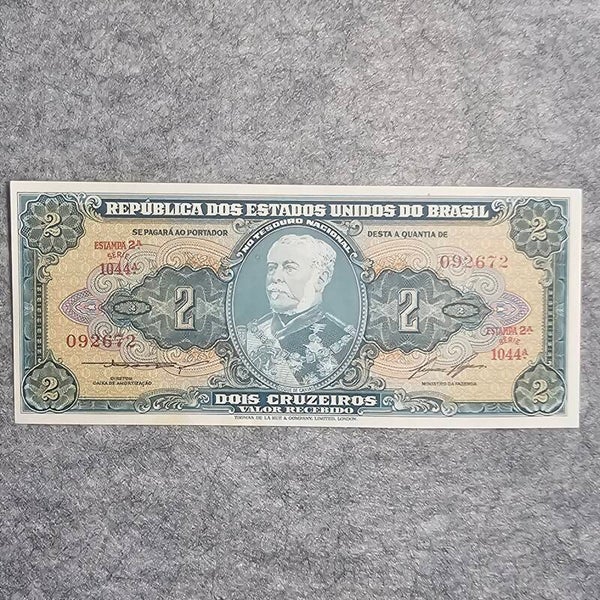 REPÚBLICA DOS ESTADOS UNIDOS DO BRASIL
2
2
SE PAGARÁ AO PORTADOR
NO TESOURO NACIONAL
DESTA A QUANTIA DE
ESTAMPA 2ª
SÉRIE
1044ª
092672
2
2
092672
ESTAMPA 2ª
SÉRIE
1044ª
DIRETOR
CAIXA DE AMORTIZAÇÃO
MINISTRO DA FAZENDA
2
2
DOIS CRUZEIROS
VALOR RECEBIDO
THOMAS DE LA RUE & COMPANY, LIMITED, LONDON.